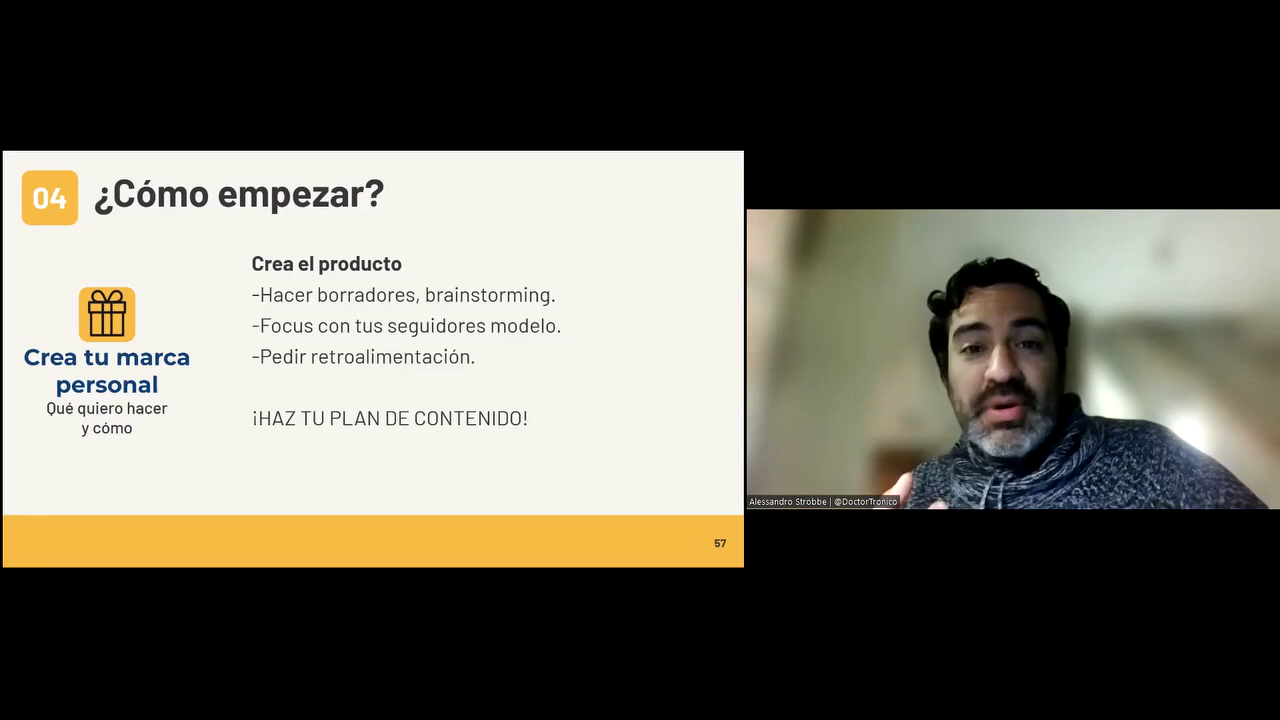 04
¿Cómo empezar?
Crea tu marca
personal
Qué quiero hacer
y cómo
Crea el producto
-Hacer borradores, brainstorming.
-Focus con tus seguidores modelo.
-Pedir retroalimentación.
¡HAZ TU PLAN DE CONTENIDO!
57
Alessandro Strobbe | @DoctorTronico